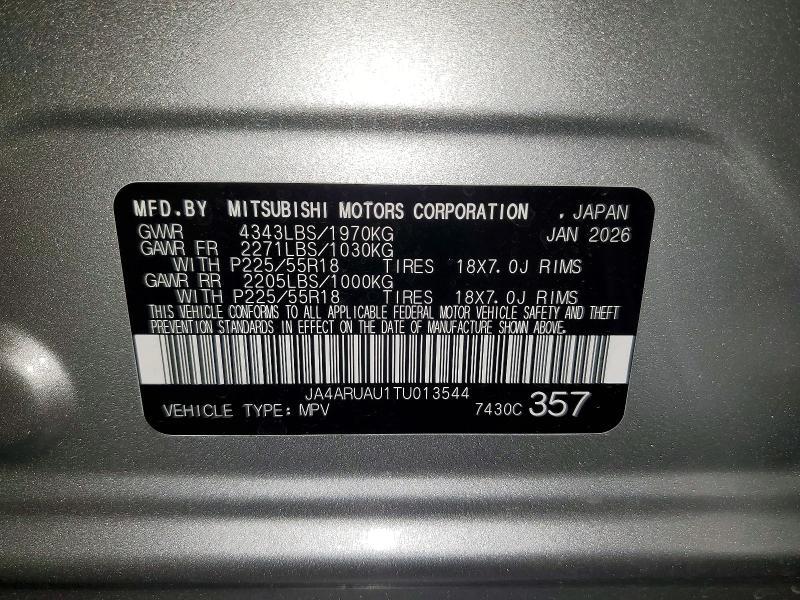 MFD.BY MITSUBISHI MOTORS CORPORATION . JAPAN
GVWR 4343LBS/1970KG JAN 2026
GAWR FR 2271LBS/1030KG
WITH P225/55R18 TIRES 18X7.0J RIMS
GAWR RR 2205LBS/1000KG
WITH P225/55R18 TIRES 18X7.0J RIMS
THIS VEHICLE CONFORMS TO ALL APPLICABLE FEDERAL MOTOR VEHICLE SAFETY AND THEFT
PREVENTION STANDARDS IN EFFECT ON THE DATE OF MANUFACTURE SHOWN ABOVE.
JA4ARUAU1TU013544
VEHICLE TYPE: MPV 7430C 357